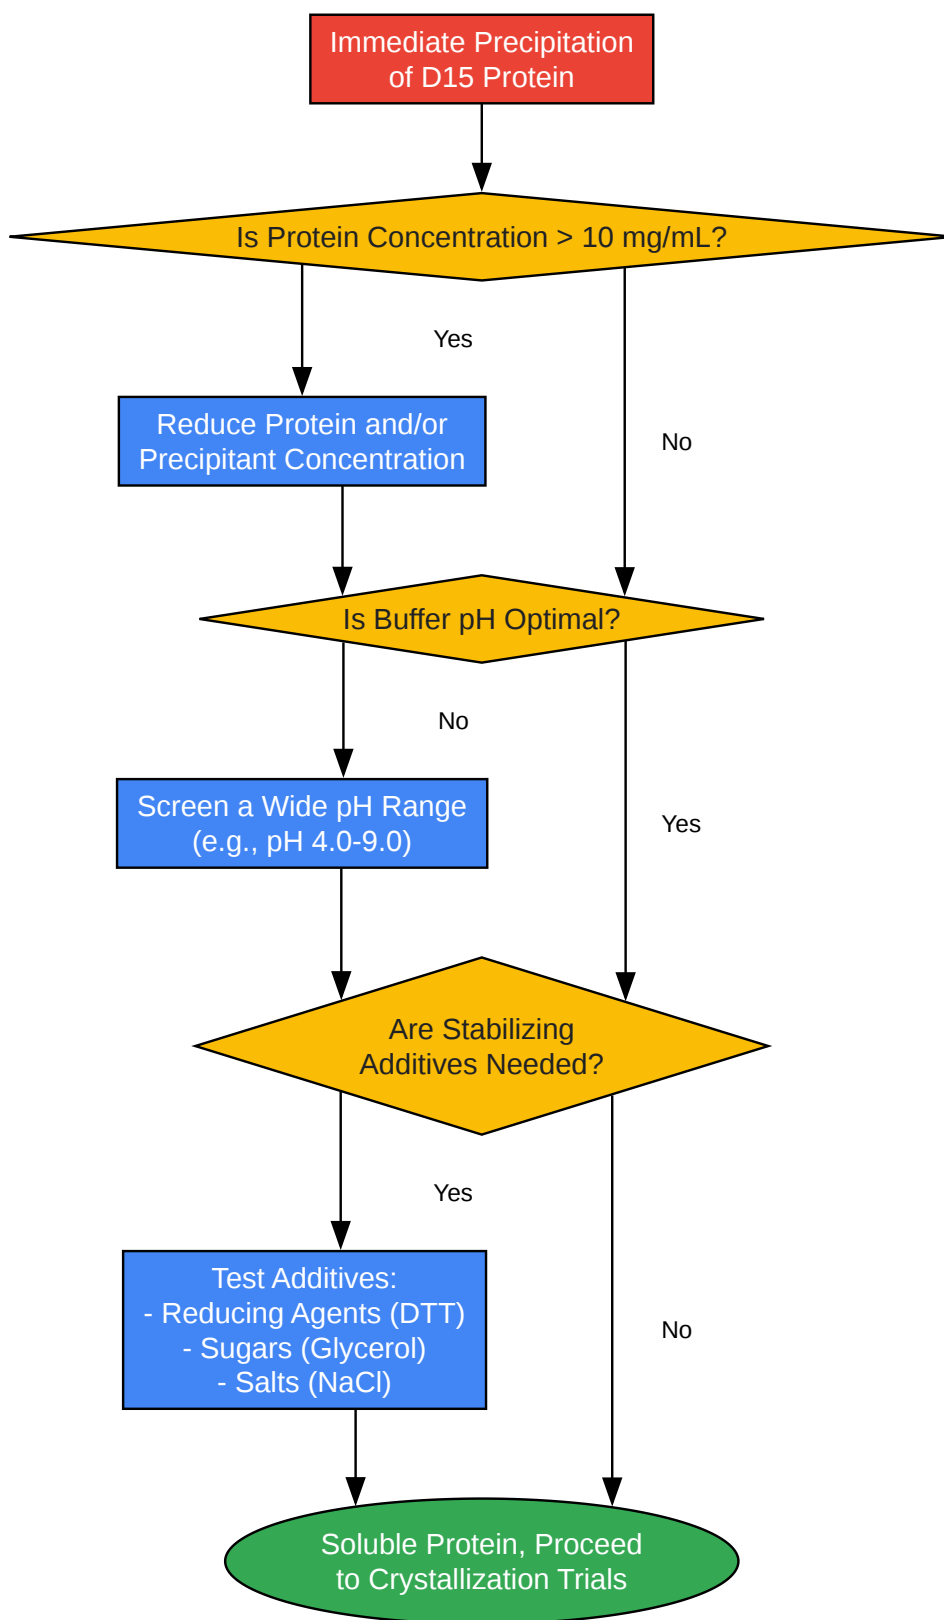 Immediate Precipitation
of D15 Protein
Is Protein Concentration > 10 mg/mL?
Yes
Reduce Protein and/or
Precipitant Concentration
No
Is Buffer pH Optimal?
No
Screen a Wide pH Range
(e.g., pH 4.0-9.0)
Yes
Are Stabilizing
Additives Needed?
Yes
Test Additives:
- Reducing Agents (DTT)
- Sugars (Glycerol)
- Salts (NaCl)
No
Soluble Protein, Proceed
to Crystallization Trials